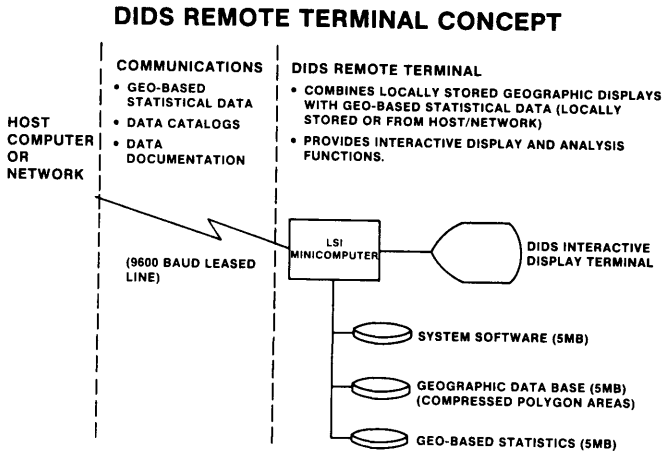 DIDS REMOTE TERMINAL CONCEPT
HOST
COMPUTER
OR
NETWORK
COMMUNICATIONS
• GEO-BASED
STATISTICAL DATA
• DATA CATALOGS
• DATA
DOCUMENTATION
(9600 BAUD LEASED
LINE)
DIDS REMOTE TERMINAL
• COMBINES LOCALLY STORED GEOGRAPHIC DISPLAYS
WITH GEO-BASED STATISTICAL DATA (LOCALLY
STORED OR FROM HOST/NETWORK)
• PROVIDES INTERACTIVE DISPLAY AND ANALYSIS
FUNCTIONS.
LSI
MINICOMPUTER
DIDS INTERACTIVE
DISPLAY TERMINAL
SYSTEM SOFTWARE (5MB)
GEOGRAPHIC DATA BASE (5MB)
(COMPRESSED POLYGON AREAS)
GEO-BASED STATISTICS (5MB)